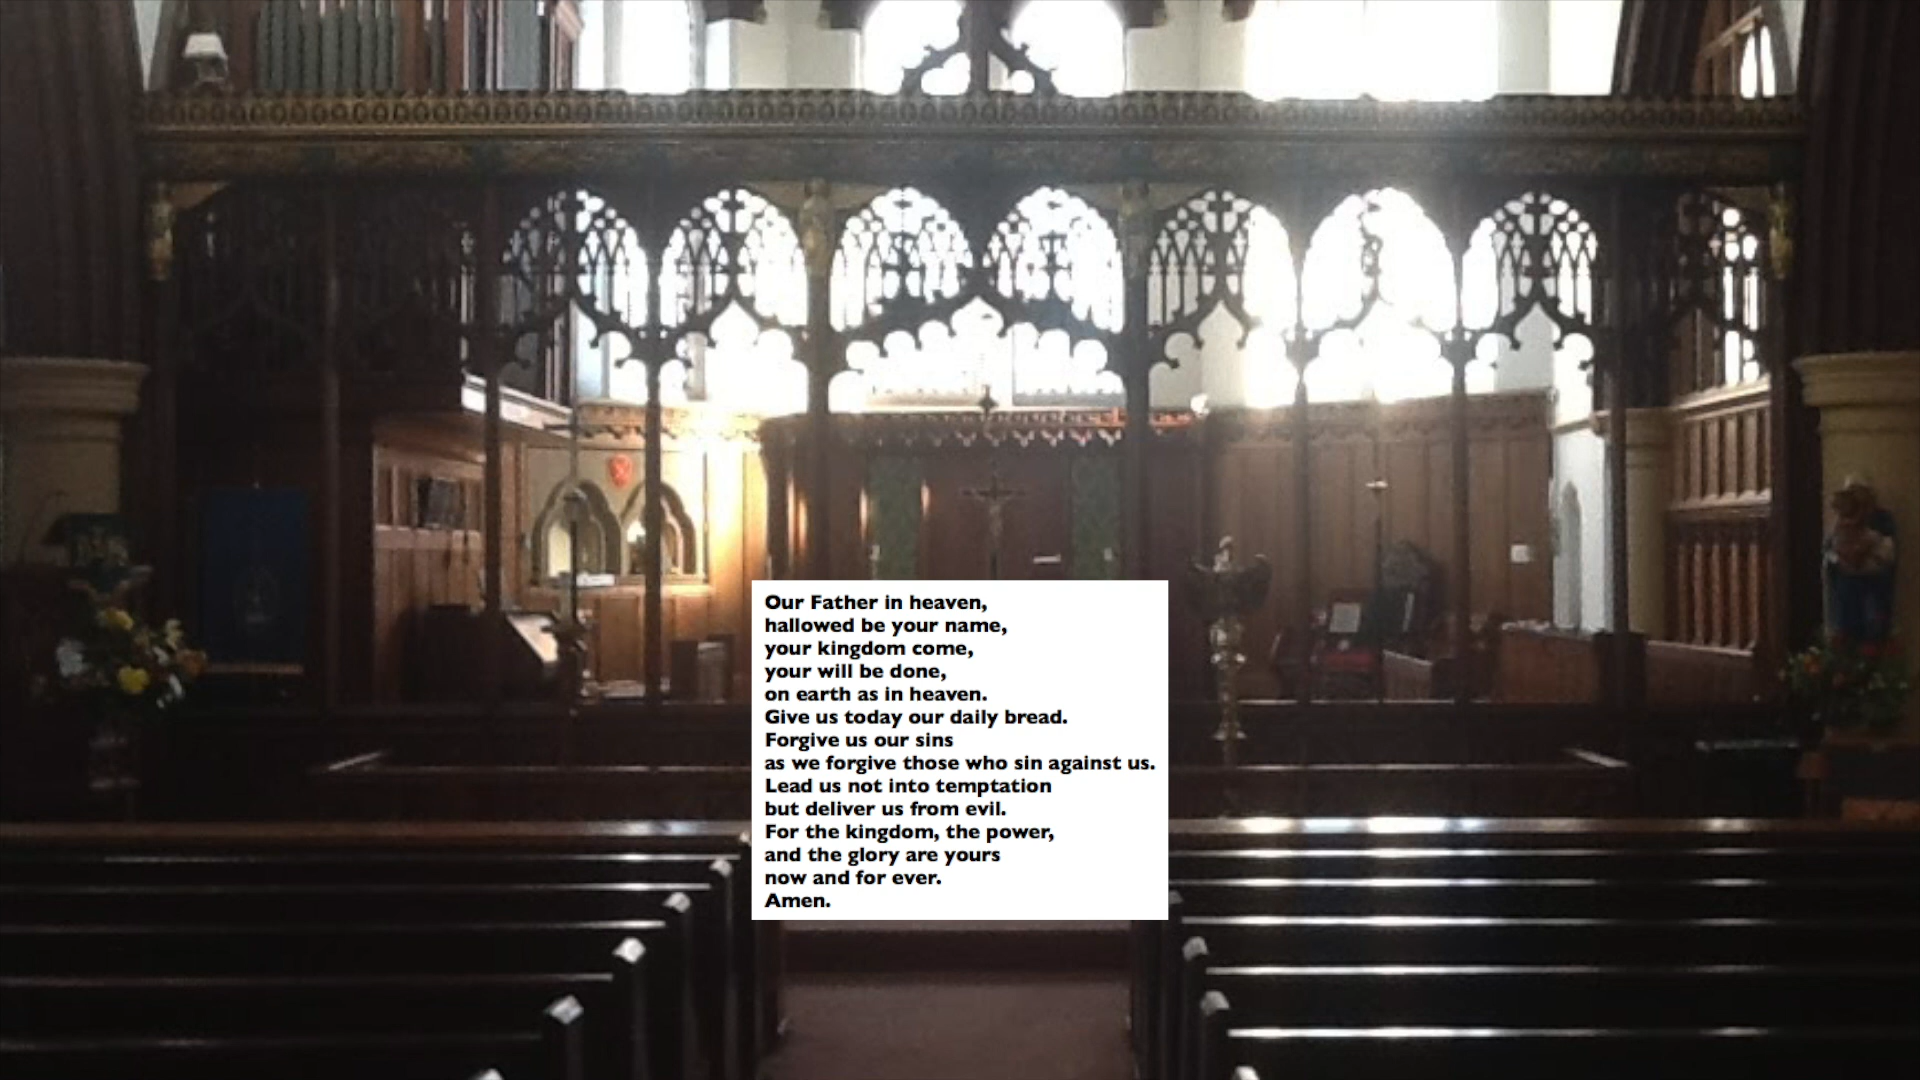 Our Father in heaven,
hallowed be your name,
your kingdom come,
your will be done,
on earth as in heaven.
Give us today our daily bread.
Forgive us our sins
as we forgive those who sin against us.
Lead us not into temptation
but deliver us from evil.
For the kingdom, the power,
and the glory are yours
now and for ever.
Amen.